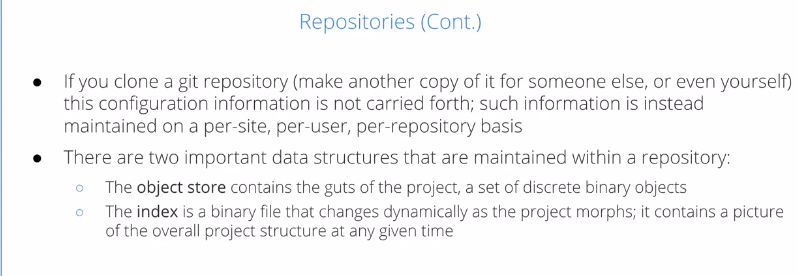 Repositories (Cont.)
● If you clone a git repository (make another copy of it for someone else, or even yourself)
this configuration information is not carried forth; such information is instead
maintained on a per-site, per-user, per-repository basis
● There are two important data structures that are maintained within a repository:
○ The object store contains the guts of the project, a set of discrete binary objects
○ The index is a binary file that changes dynamically as the project morphs; it contains a picture
of the overall project structure at any given time